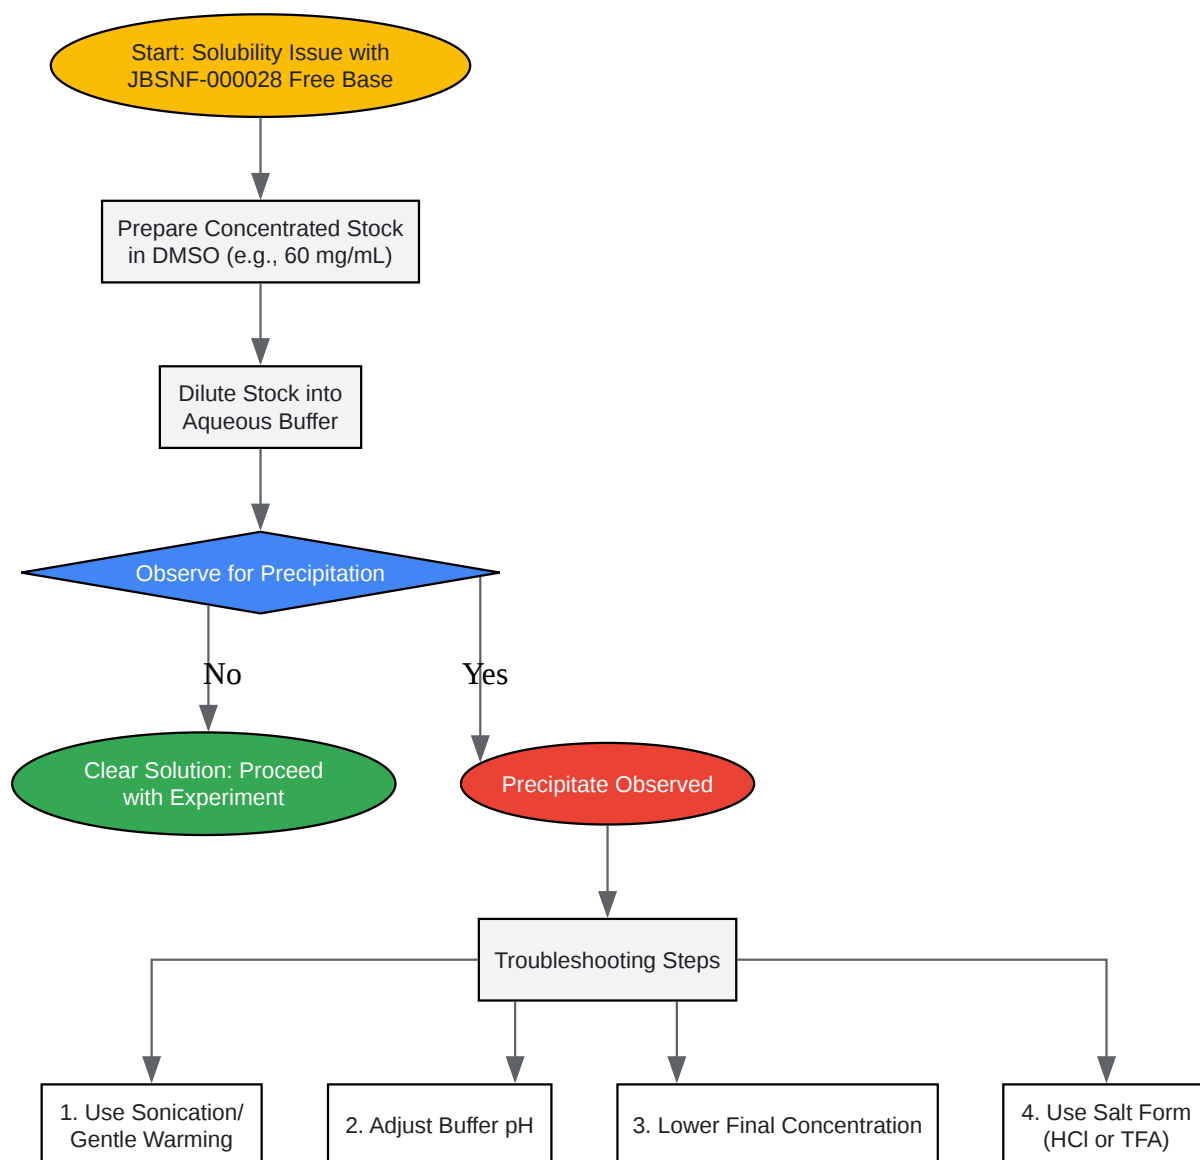 Start: Solubility Issue with
JBSNF-000028 Free Base
Prepare Concentrated Stock
in DMSO (e.g., 60 mg/mL)
Dilute Stock into
Aqueous Buffer
Observe for Precipitation
No
Yes
Clear Solution: Proceed
with Experiment
Precipitate Observed
Troubleshooting Steps
1. Use Sonication/
Gentle Warming
2. Adjust Buffer pH
3. Lower Final Concentration
4. Use Salt Form
(HCl or TFA)